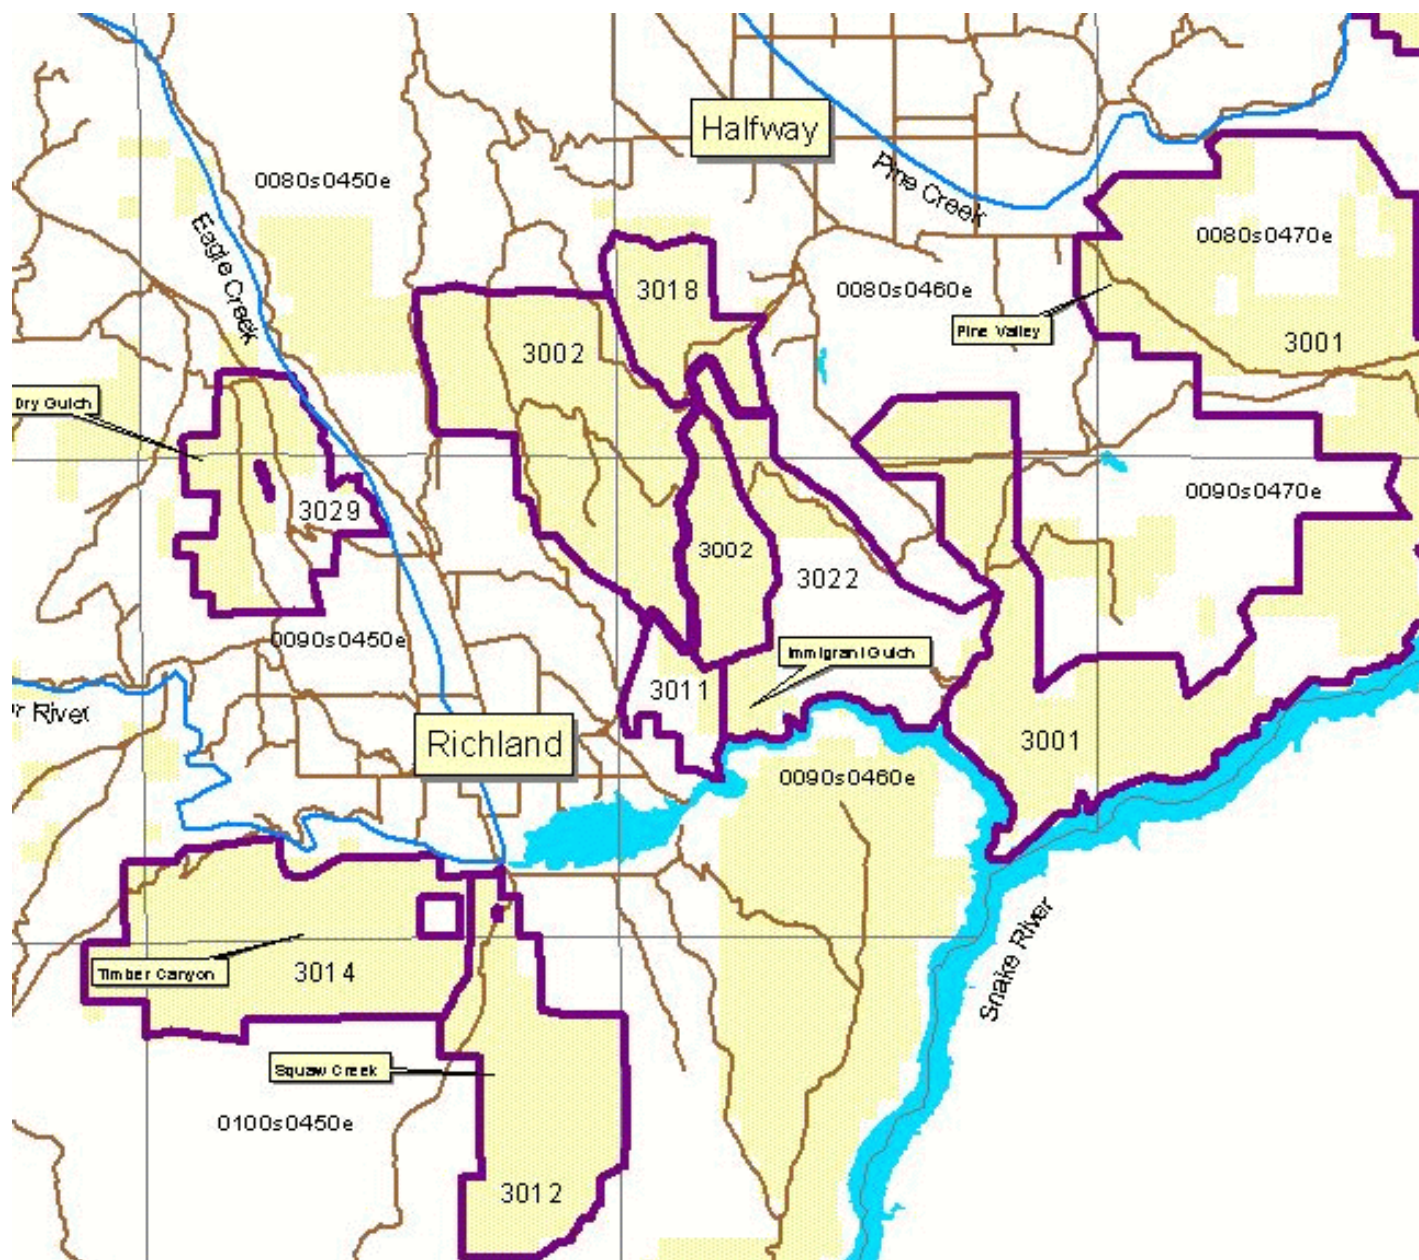 Halfway
Pine Creek
0080s0450e
Eagle Creek
0080s0470e
3018
0080s0460e
Pine Valley
3001
3002
Dry Gulch
0090s0470e
3029
3002
3022
0090s0450e
Immigrant Gulch
3011
r River
Richland
3001
0090s0460e
Snake River
Timber Canyon
3014
Squaw Creek
0100s0450e
3012